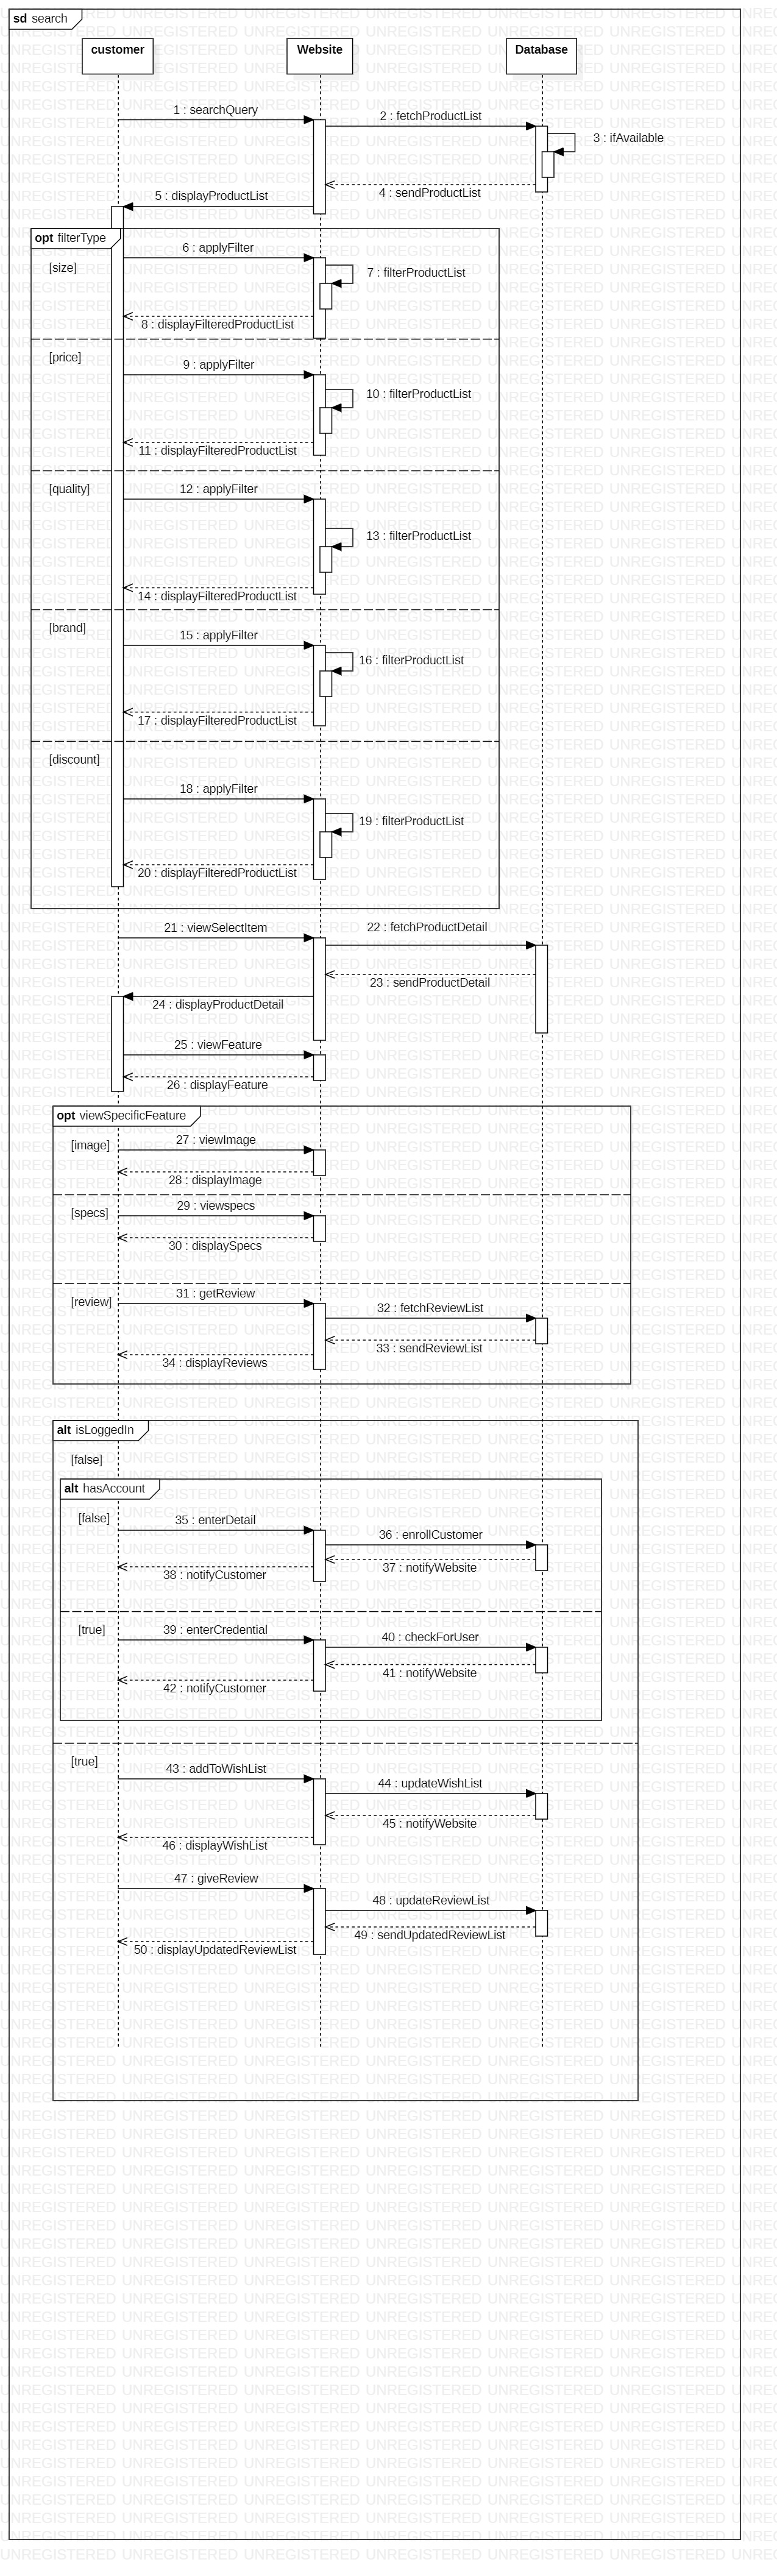 sd search
customer
Website
Database
1 : searchQuery
2 : fetchProductList
3 : ifAvailable
4 : sendProductList
5 : displayProductList
opt filterType
6 : applyFilter
[size]
7 : filterProductList
8 : displayFilteredProductList
[price]
9 : applyFilter
10 : filterProductList
11 : displayFilteredProductList
[quality]
12 : applyFilter
13 : filterProductList
14 : displayFilteredProductList
[brand]
15 : applyFilter
16 : filterProductList
17 : displayFilteredProductList
[discount]
18 : applyFilter
19 : filterProductList
20 : displayFilteredProductList
21 : viewSelectItem
22 : fetchProductDetail
23 : sendProductDetail
24 : displayProductDetail
25 : viewFeature
26 : displayFeature
opt viewSpecificFeature
[image]
27 : viewImage
28 : displayImage
[specs]
29 : viewspecs
30 : displaySpecs
[review]
31 : getReview
32 : fetchReviewList
33 : sendReviewList
34 : displayReviews
alt isLoggedIn
[false]
alt hasAccount
[false]
35 : enterDetail
36 : enrollCustomer
37 : notifyWebsite
38 : notifyCustomer
[true]
39 : enterCredential
40 : checkForUser
41 : notifyWebsite
42 : notifyCustomer
[true]
43 : addToWishList
44 : updateWishList
45 : notifyWebsite
46 : displayWishList
47 : giveReview
48 : updateReviewList
49 : sendUpdatedReviewList
50 : displayUpdatedReviewList
UNREGISTERED